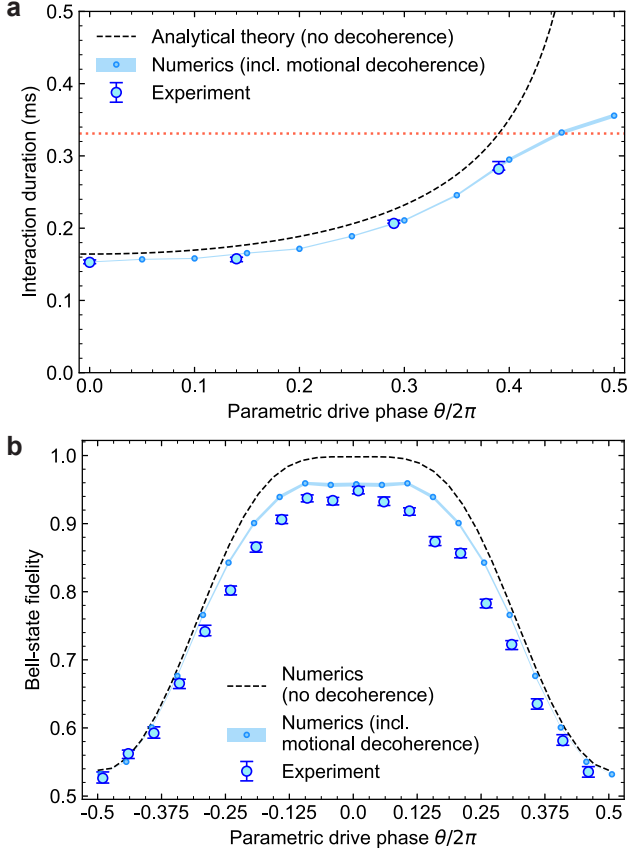 a
0.5
0.4
0.3
0.2
0.1
0.0
Interaction duration (ms)
Analytical theory (no decoherence)
Numerics (incl. motional decoherence)
Experiment
0.0 0.1 0.2 0.3 0.4 0.5
Parametric drive phase θ/2π
b
1.0
0.9
0.8
0.7
0.6
0.5
Bell-state fidelity
Numerics
(no decoherence)
Numerics (incl.
motional decoherence)
Experiment
-0.5 -0.375 -0.25 -0.125 0.0 0.125 0.25 0.375 0.5
Parametric drive phase θ/2π